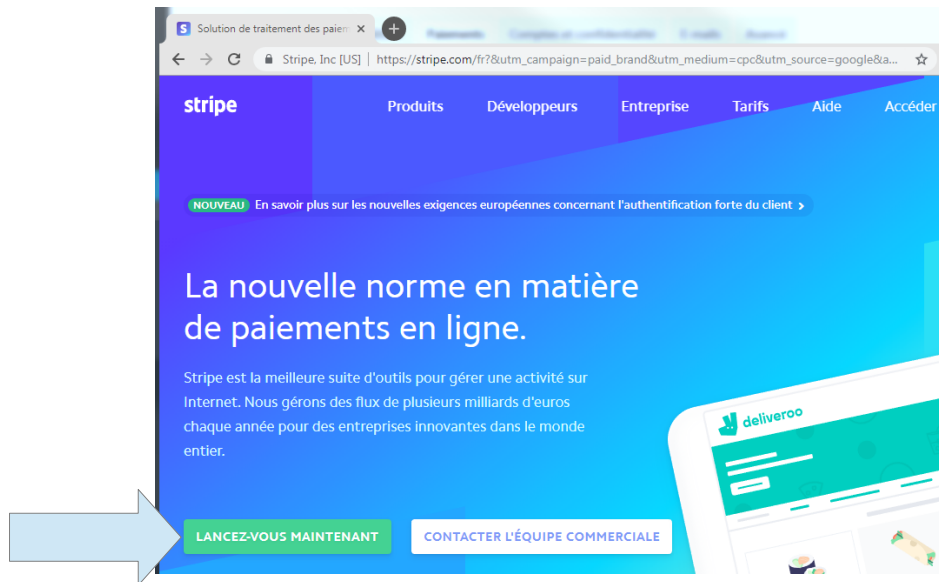 Solution de traitement des paiem
Stripe, Inc [US] | https://stripe.com/fr?&utm_campaign=paid_brand&utm_medium=cpc&utm_source=google&a...
stripe Produits Développeurs Entreprise Tarifs Aide Accéder
NOUVEAU En savoir plus sur les nouvelles exigences européennes concernant l'authentification forte du client >
La nouvelle norme en matière
de paiements en ligne.
Stripe est la meilleure suite d'outils pour gérer une activité sur
Internet. Nous gérons des flux de plusieurs milliards d'euros
chaque année pour des entreprises innovantes dans le monde
entier.
deliveroo
LANCEZ-VOUS MAINTENANT CONTACTER L'ÉQUIPE COMMERCIALE